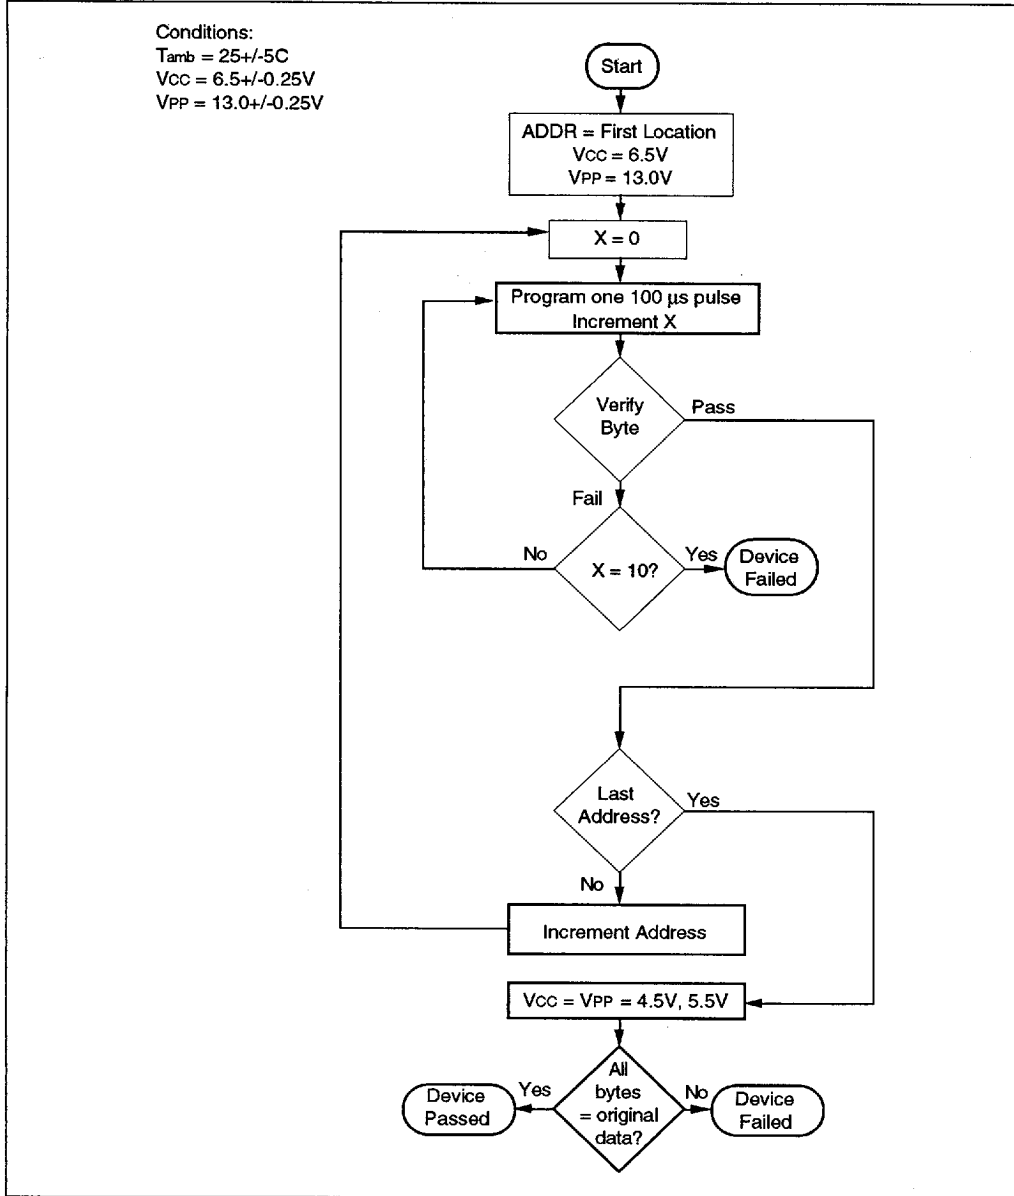 Conditions:
Tamb = 25+/-5C
VCC = 6.5+/-0.25V
VPP = 13.0+/-0.25V
Start
ADDR = First Location
VCC = 6.5V
VPP = 13.0V
X = 0
Program one 100 µs pulse
Increment X
Verify
Byte
Pass
Fail
No
X = 10?
Yes
Device
Failed
Last
Address?
Yes
No
Increment Address
VCC = VPP = 4.5V, 5.5V
All
bytes
= original
data?
Yes
Device
Passed
No
Device
Failed